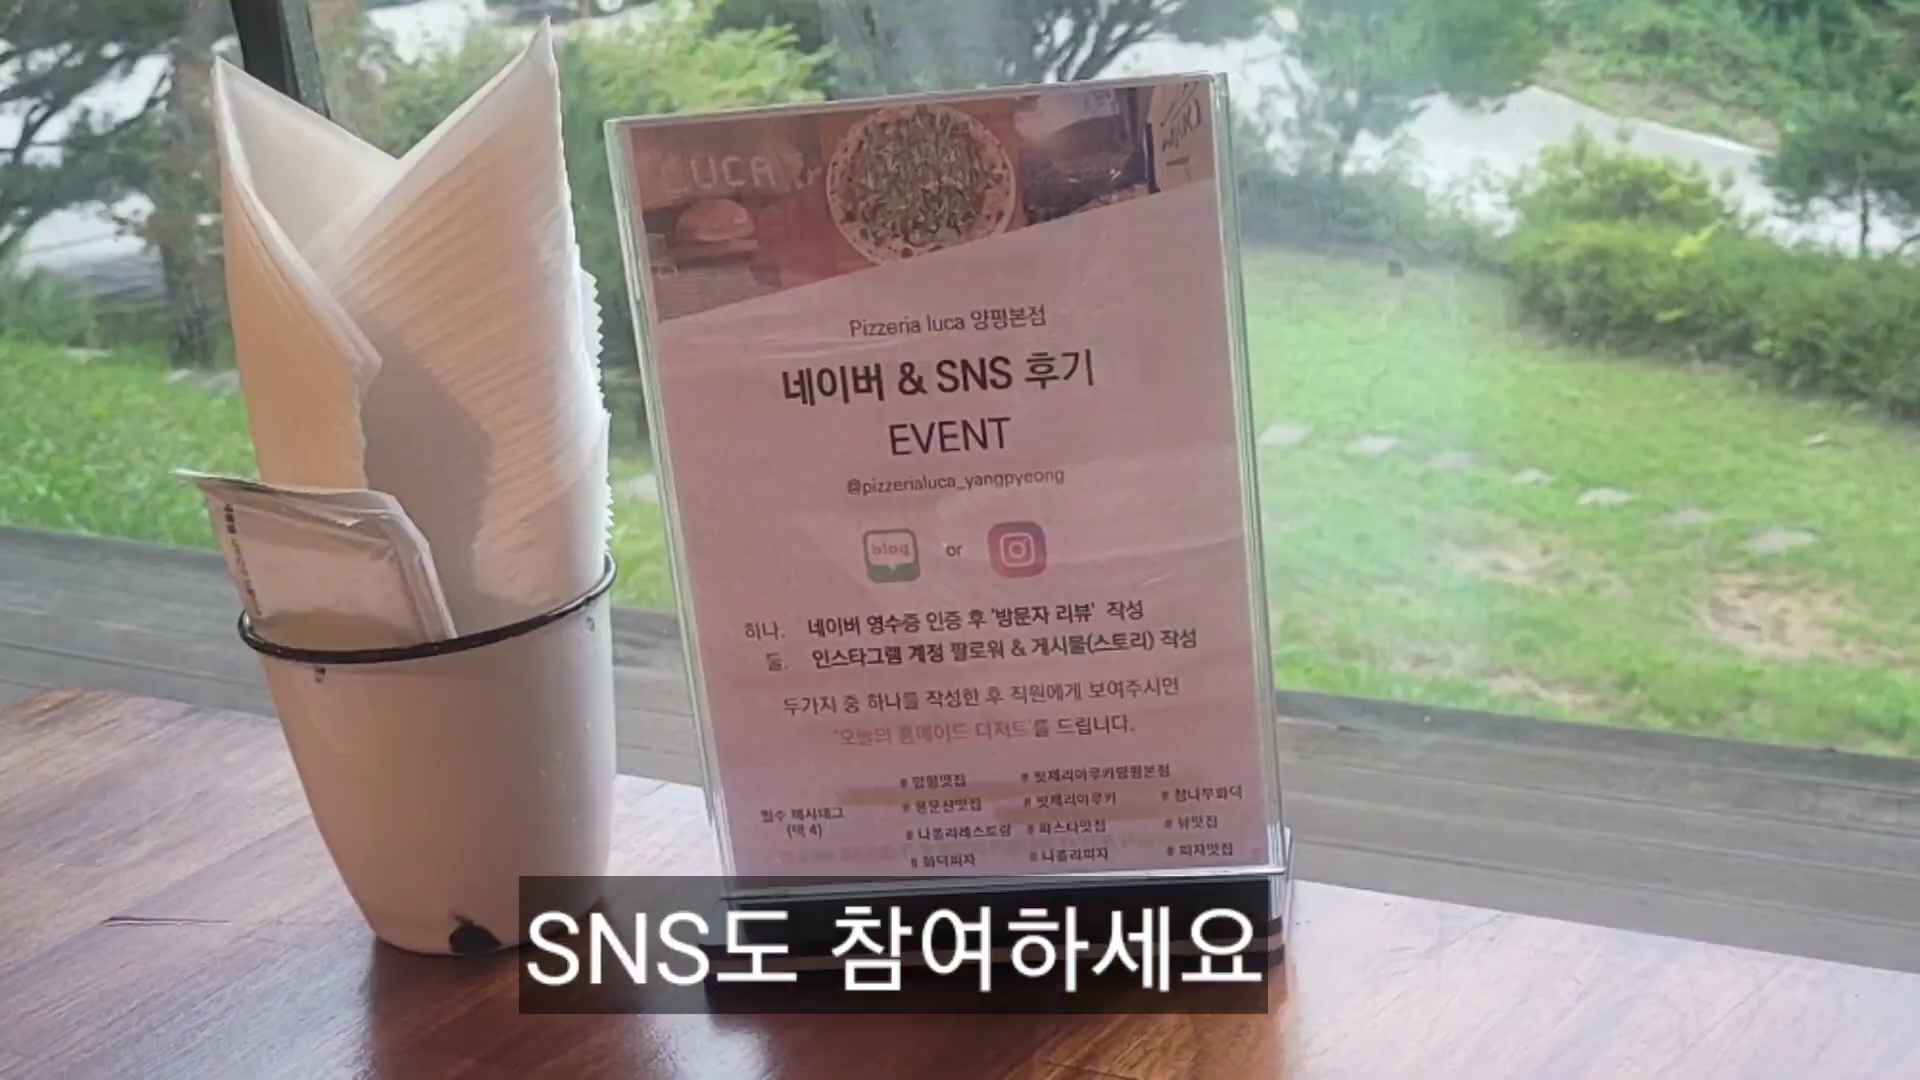 LUCA
Pizzeria luca 양평본점
네이버 & SNS 후기
EVENT
@pizzerialuca_yangpyeong
blog or
하나. 네이버 영수증 인증 후 '방문자 리뷰' 작성
둘. 인스타그램 계정 팔로워 & 게시물(스토리) 작성
두가지 중 하나를 작성한 후 직원에게 보여주시면
'오늘의 홈메이드 디저트'를 드립니다.
필수 해시태그
(택 4)
# 양평맛집 # 핏제리아루카양평본점
# 용문산맛집 # 핏제리아루카 # 참나무화덕
# 나폴리레스토랑 # 파스타맛집 # 뷰맛집
# 화덕피자 # 나폴리피자 # 피자맛집
SNS도 참여하세요